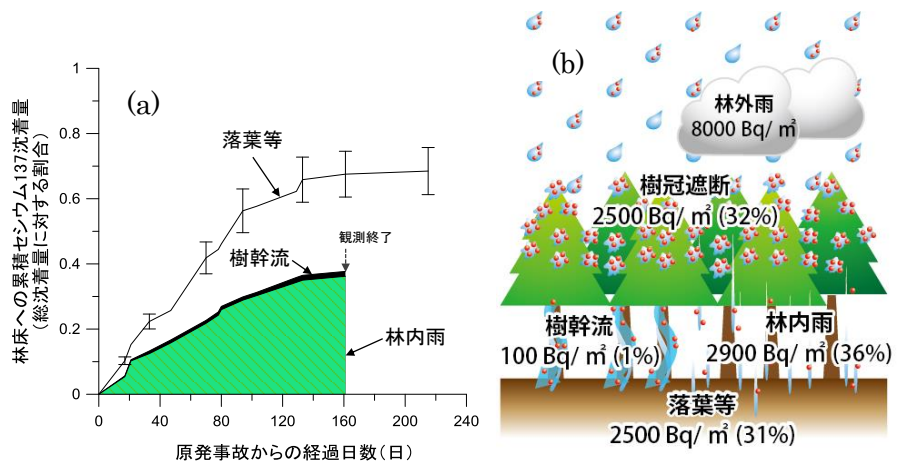 (a)
林床への累積セシウム137沈着量
(総沈着量に対する割合)
1
0.8
0.6
0.4
0.2
0
落葉等
樹幹流
観測終了
林内雨
0 40 80 120 160 200 240
原発事故からの経過日数(日)
(b)
林外雨
8000 Bq/㎡
樹冠遮断
2500 Bq/㎡(32%)
樹幹流
100 Bq/㎡(1%)
林内雨
2900 Bq/㎡(36%)
落葉等
2500 Bq/㎡(31%)